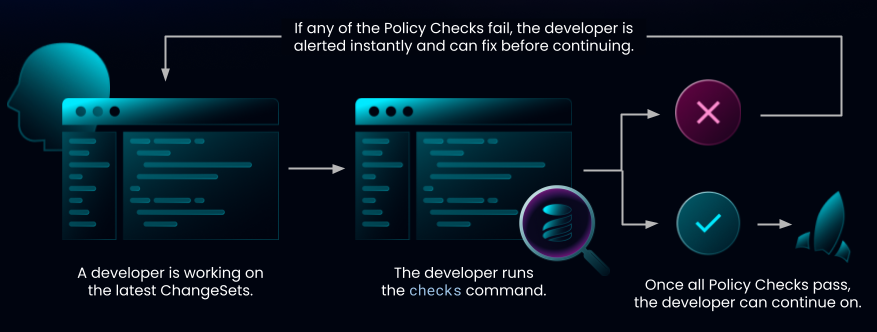 If any of the Policy Checks fail, the developer is
alerted instantly and can fix before continuing.
A developer is working on
the latest ChangeSets.
The developer runs
the checks command.
Once all Policy Checks pass,
the developer can continue on.